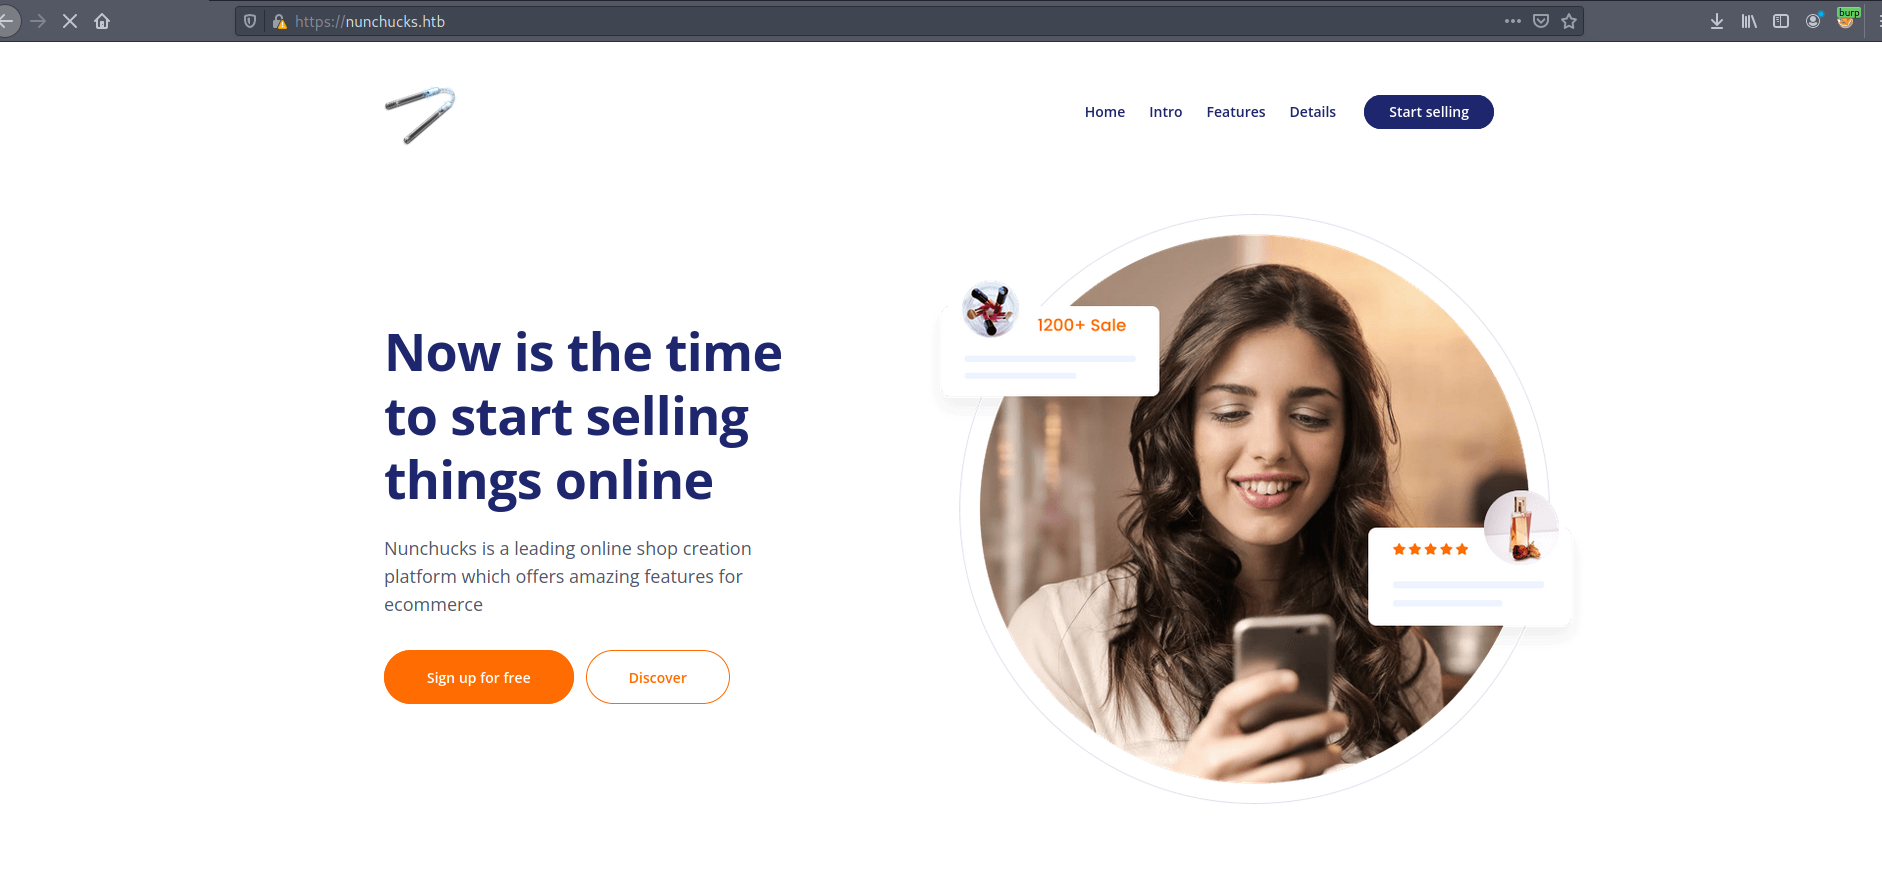 https://nunchucks.htb
burp
Home Intro Features Details Start selling
1200+ Sale
Now is the time
to start selling
things online
Nunchucks is a leading online shop creation
platform which offers amazing features for
ecommerce
Sign up for free Discover